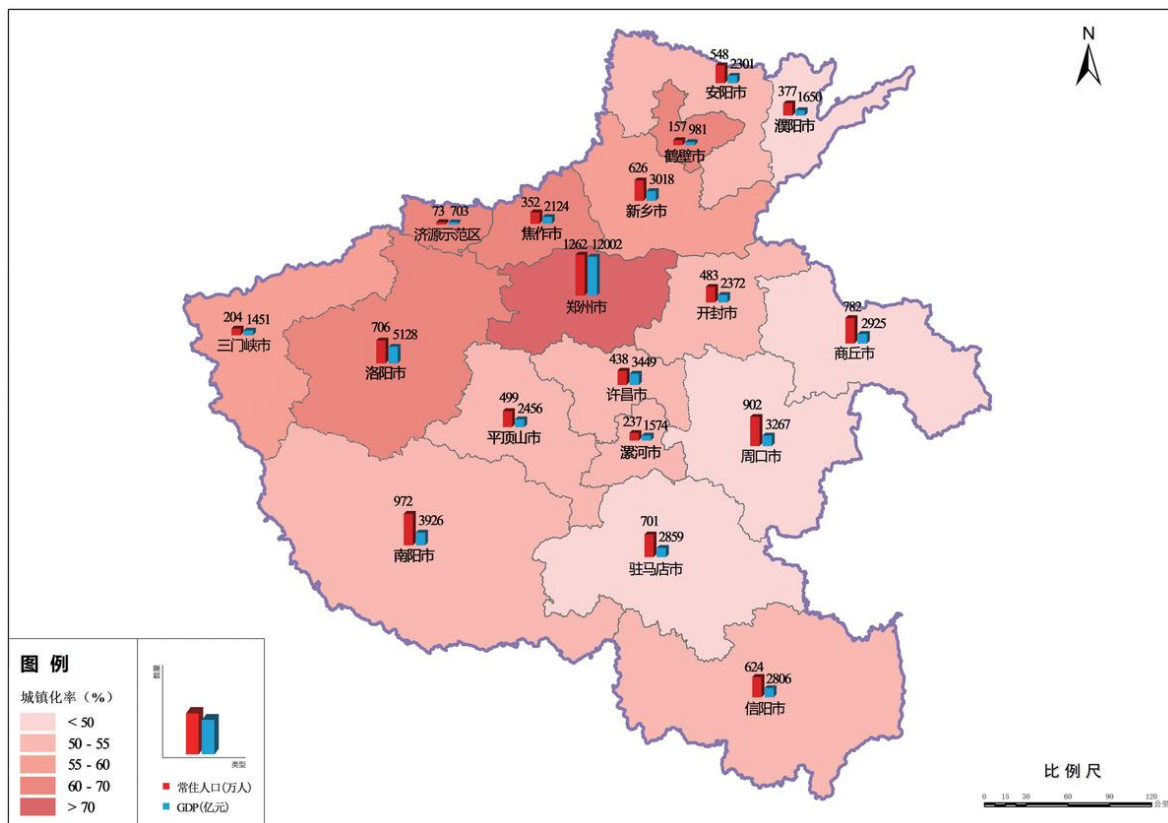 N
548 2301
安阳市
377 1650
濮阳市
157 981
鹤壁市
626 3018
新乡市
73 703
济源示范区
352 2124
焦作市
1262 12002
郑州市
483 2372
开封市
782 2925
商丘市
204 1451
三门峡市
706 5128
洛阳市
438 3449
许昌市
499 2456
平顶山市
237 1574
漯河市
902 3267
周口市
972 3926
南阳市
701 2859
驻马店市
624 2806
信阳市
图 例
城镇化率（%）
< 50
50 - 55
55 - 60
60 - 70
> 70
数量
类型
常住人口(万人)
GDP(亿元)
比 例 尺
0 15 30 60 90 120
公里